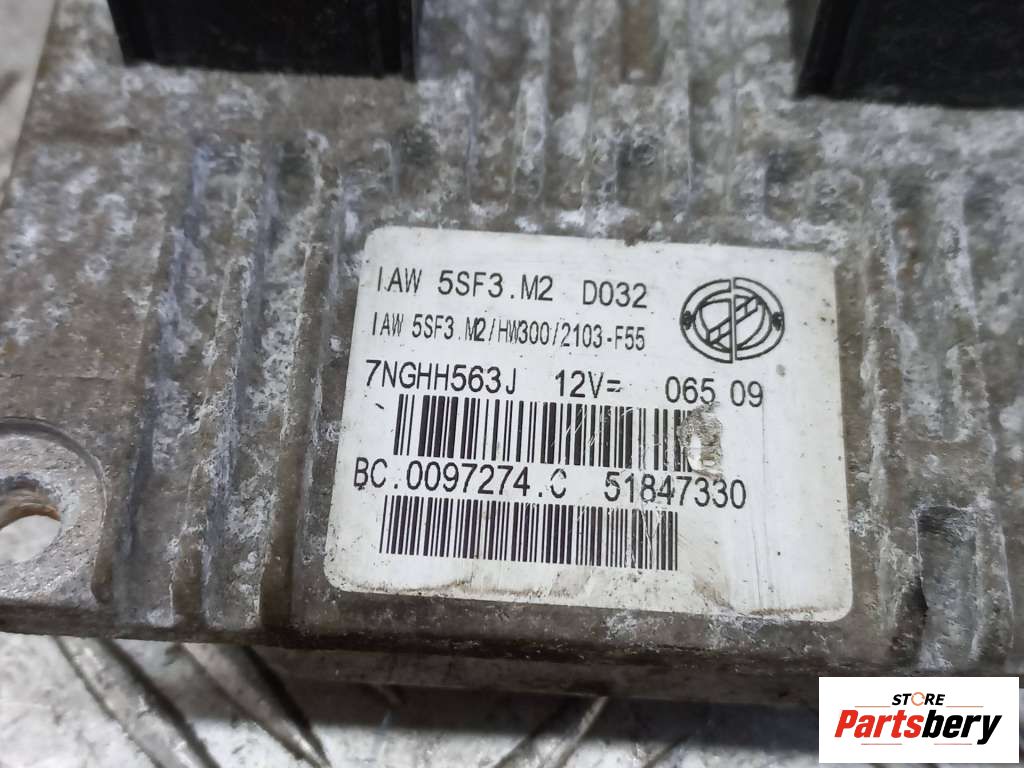 IAW 5SF3.M2 D032
IAW 5SF3.M2/HW300/2103-F55
7NGHH563J 12V= 065 09
BC.0097274.C 51847330
STORE
Partsbery